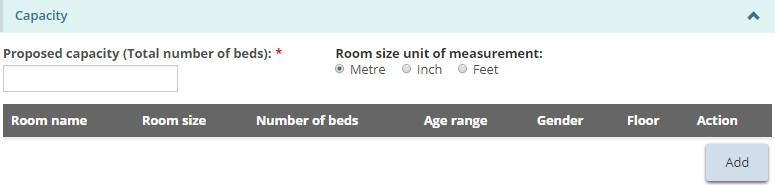 Capacity
Proposed capacity (Total number of beds): * Room size unit of measurement:
Metre Inch Feet
Room name Room size Number of beds Age range Gender Floor Action
Add